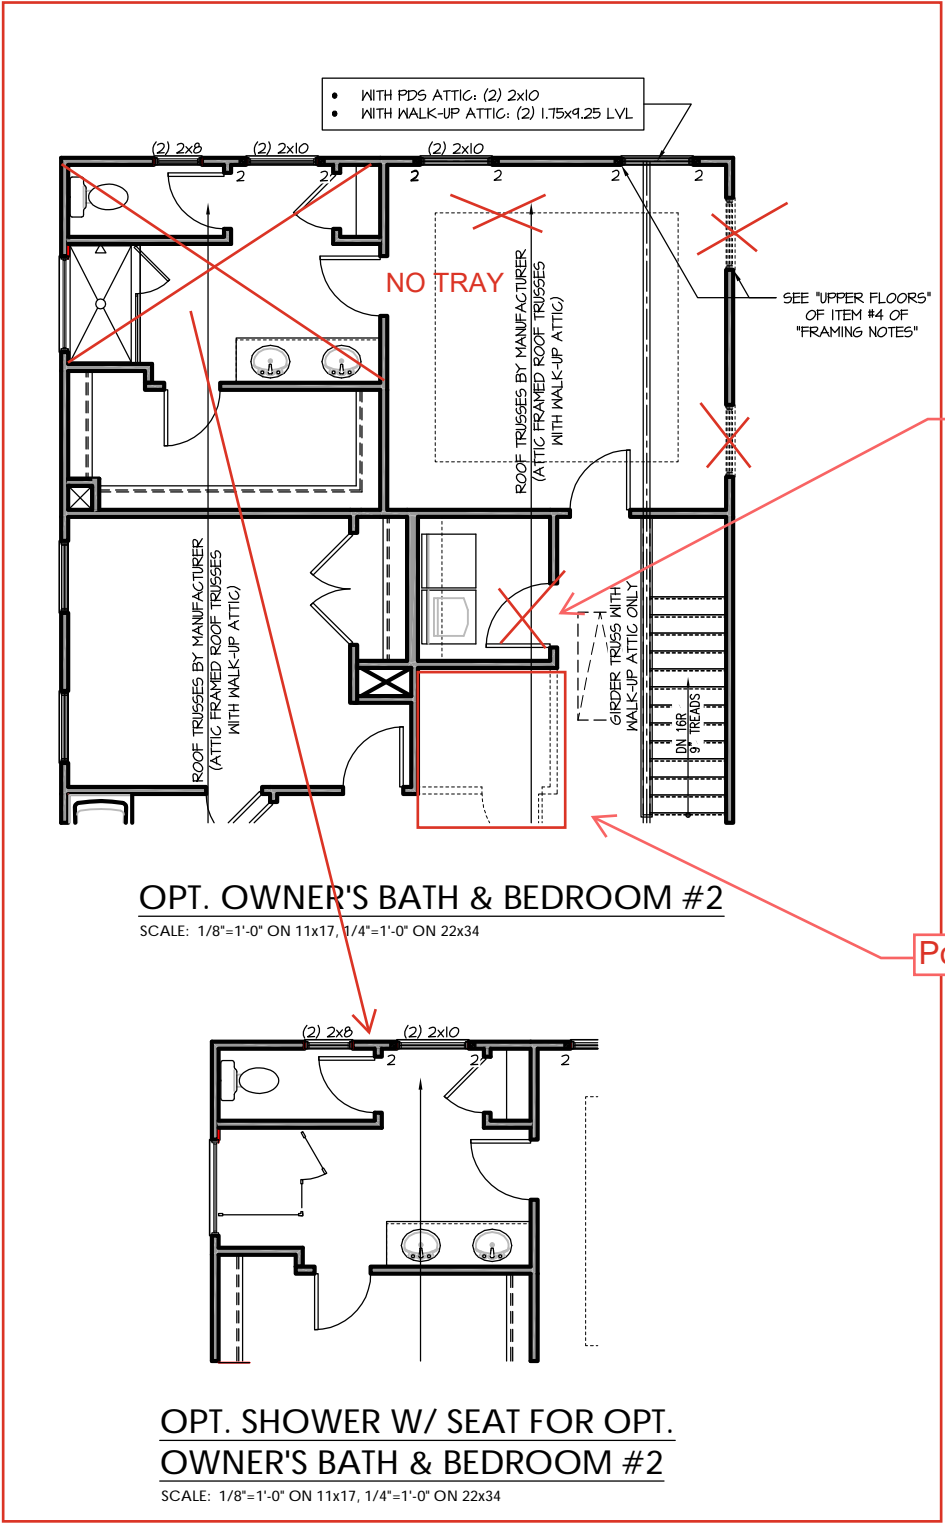 WITH PDS ATTIC: (2) 2x10
WITH WALK-UP ATTIC: (2) 1.75x9.25 LVL
(2) 2x8
(2) 2x10
(2) 2x10
2
2
2
2
2
2
NO TRAY
SEE "UPPER FLOORS"
OF ITEM #4 OF
"FRAMING NOTES"
ROOF TRUSSES BY MANUFACTURER
(ATTIC FRAMED ROOF TRUSSES
WITH WALK-UP ATTIC)
ROOF TRUSSES BY MANUFACTURER
(ATTIC FRAMED ROOF TRUSSES
WITH WALK-UP ATTIC)
GIRDER TRUSS WITH
WALK-UP ATTIC ONLY
DN 16R
9" TREADS
OPT. OWNER'S BATH & BEDROOM #2
SCALE: 1/8"=1'-0" ON 11x17, 1/4"=1'-0" ON 22x34
(2) 2x8
(2) 2x10
2
2
2
OPT. SHOWER W/ SEAT FOR OPT.
OWNER'S BATH & BEDROOM #2
SCALE: 1/8"=1'-0" ON 11x17, 1/4"=1'-0" ON 22x34